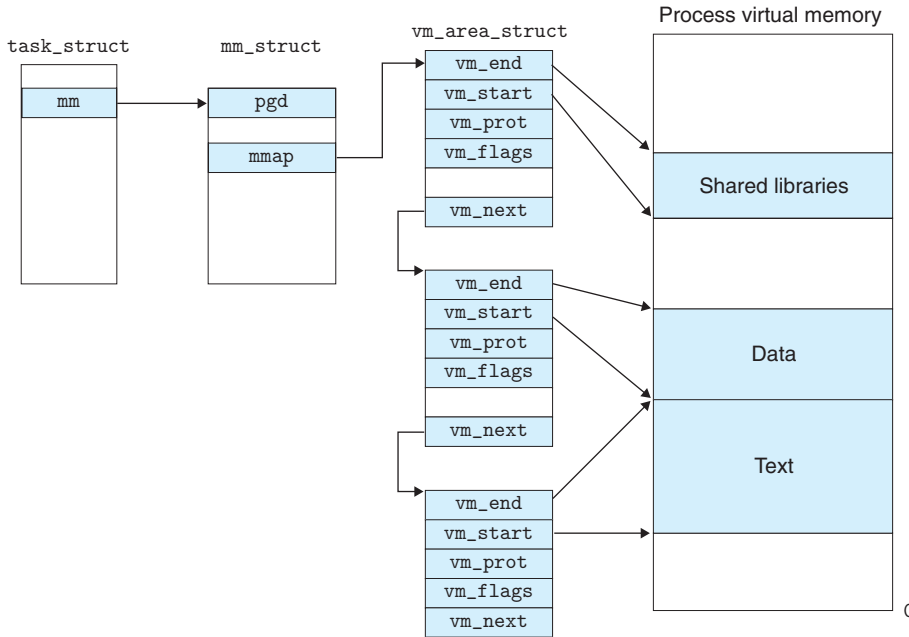 Process virtual memory
task_struct
mm_struct
vm_area_struct
mm
pgd
mmap
vm_end
vm_start
vm_prot
vm_flags
vm_next
vm_end
vm_start
vm_prot
vm_flags
vm_next
vm_end
vm_start
vm_prot
vm_flags
vm_next
Shared libraries
Data
Text
0